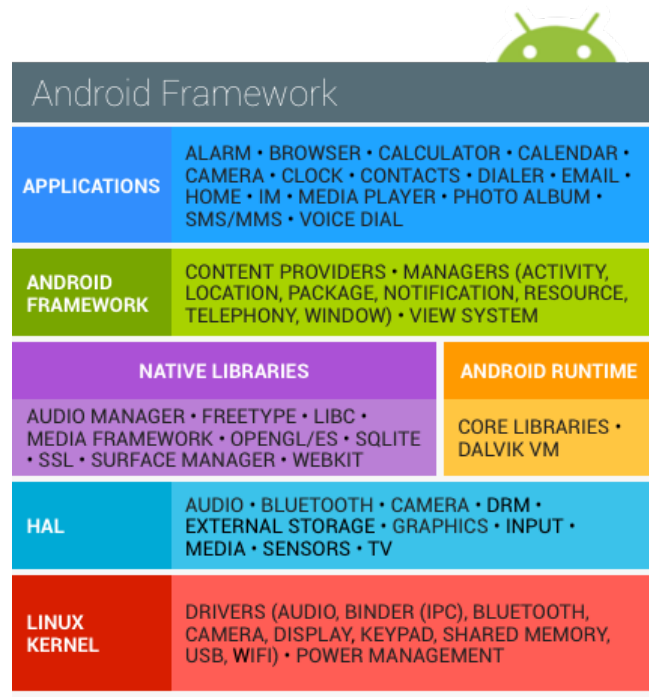 Android Framework
APPLICATIONS
ALARM • BROWSER • CALCULATOR • CALENDAR •
CAMERA • CLOCK • CONTACTS • DIALER • EMAIL •
HOME • IM • MEDIA PLAYER • PHOTO ALBUM •
SMS/MMS • VOICE DIAL
ANDROID
FRAMEWORK
CONTENT PROVIDERS • MANAGERS (ACTIVITY,
LOCATION, PACKAGE, NOTIFICATION, RESOURCE,
TELEPHONY, WINDOW) • VIEW SYSTEM
NATIVE LIBRARIES
AUDIO MANAGER • FREETYPE • LIBC •
MEDIA FRAMEWORK • OPENGL/ES • SQLITE
• SSL • SURFACE MANAGER • WEBKIT
ANDROID RUNTIME
CORE LIBRARIES •
DALVIK VM
HAL
AUDIO • BLUETOOTH • CAMERA • DRM •
EXTERNAL STORAGE • GRAPHICS • INPUT •
MEDIA • SENSORS • TV
LINUX
KERNEL
DRIVERS (AUDIO, BINDER (IPC), BLUETOOTH,
CAMERA, DISPLAY, KEYPAD, SHARED MEMORY,
USB, WIFI) • POWER MANAGEMENT